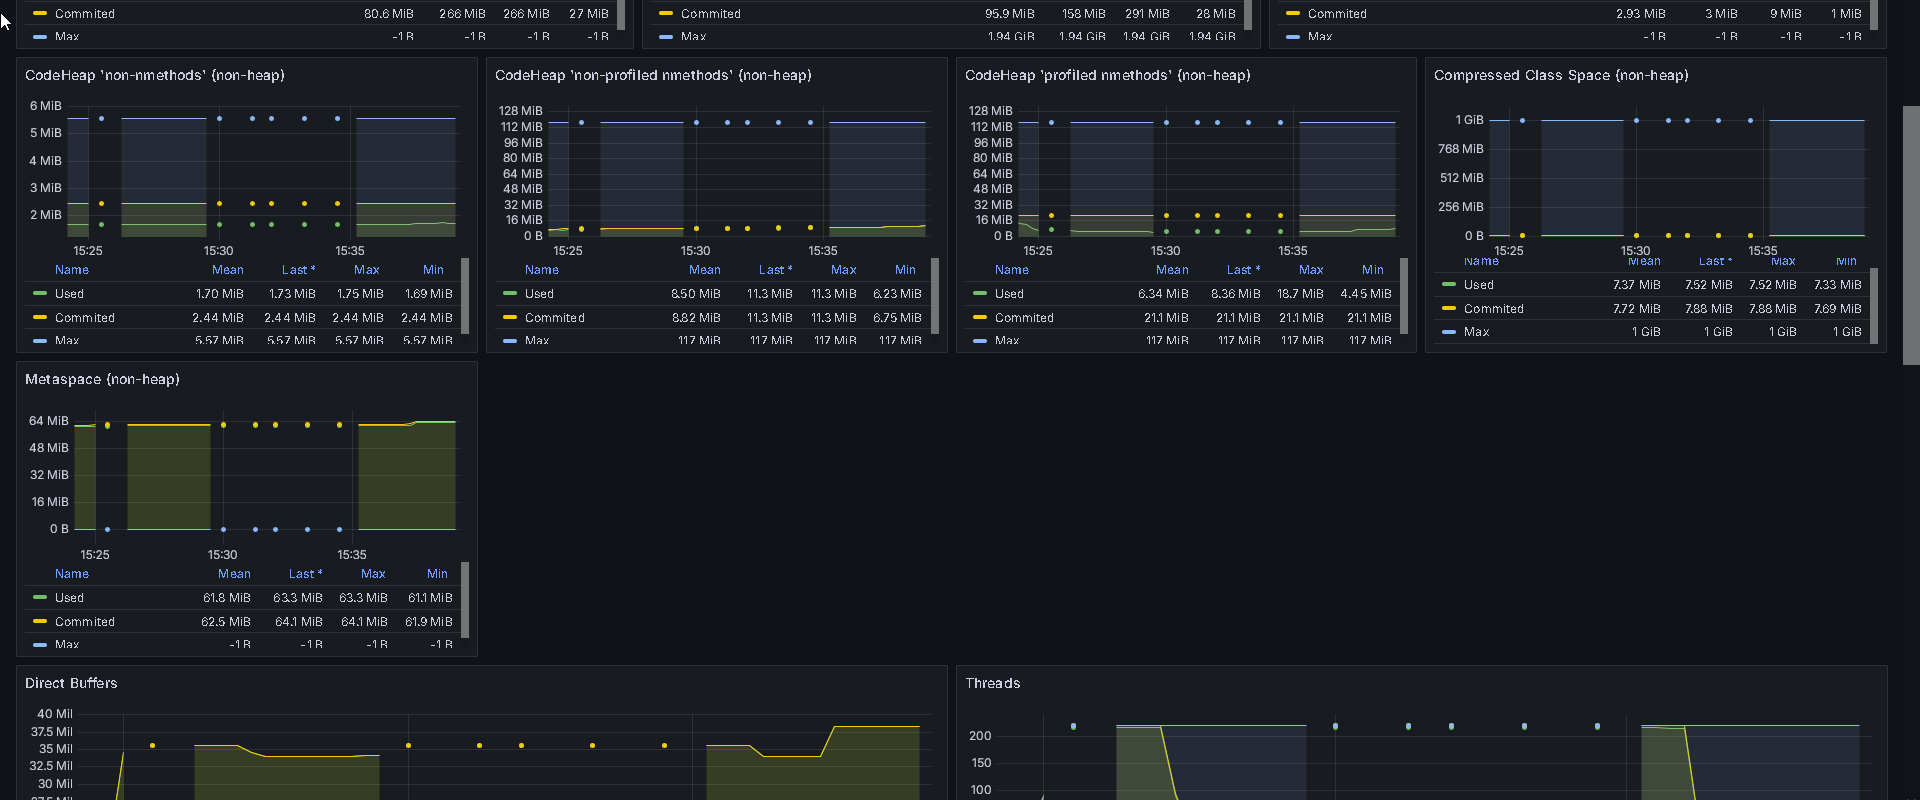 Commited 80.6 MiB 266 MiB 266 MiB 27 MiB
Max -1 B -1 B -1 B -1 B
Commited 95.9 MiB 158 MiB 291 MiB 28 MiB
Max 1.94 GiB 1.94 GiB 1.94 GiB 1.94 GiB
Commited 2.93 MiB 3 MiB 9 MiB 1 MiB
Max -1 B -1 B -1 B -1 B
CodeHeap 'non-nmethods' (non-heap)
6 MiB
5 MiB
4 MiB
3 MiB
2 MiB
15:25 15:30 15:35
Name Mean Last * Max Min
Used 1.70 MiB 1.73 MiB 1.75 MiB 1.69 MiB
Commited 2.44 MiB 2.44 MiB 2.44 MiB 2.44 MiB
Max 5.57 MiB 5.57 MiB 5.57 MiB 5.57 MiB
CodeHeap 'non-profiled nmethods' (non-heap)
128 MiB
112 MiB
96 MiB
80 MiB
64 MiB
48 MiB
32 MiB
16 MiB
0 B
15:25 15:30 15:35
Name Mean Last * Max Min
Used 8.50 MiB 11.3 MiB 11.3 MiB 6.23 MiB
Commited 8.82 MiB 11.3 MiB 11.3 MiB 6.75 MiB
Max 117 MiB 117 MiB 117 MiB 117 MiB
CodeHeap 'profiled nmethods' (non-heap)
128 MiB
112 MiB
96 MiB
80 MiB
64 MiB
48 MiB
32 MiB
16 MiB
0 B
15:25 15:30 15:35
Name Mean Last * Max Min
Used 6.34 MiB 8.36 MiB 18.7 MiB 4.45 MiB
Commited 21.1 MiB 21.1 MiB 21.1 MiB 21.1 MiB
Max 117 MiB 117 MiB 117 MiB 117 MiB
Compressed Class Space (non-heap)
1 GiB
768 MiB
512 MiB
256 MiB
0 B
15:25 15:30 15:35
Name Mean Last * Max Min
Used 7.37 MiB 7.52 MiB 7.52 MiB 7.33 MiB
Commited 7.72 MiB 7.88 MiB 7.88 MiB 7.69 MiB
Max 1 GiB 1 GiB 1 GiB 1 GiB
Metaspace (non-heap)
64 MiB
48 MiB
32 MiB
16 MiB
0 B
15:25 15:30 15:35
Name Mean Last * Max Min
Used 61.8 MiB 63.3 MiB 63.3 MiB 61.1 MiB
Commited 62.5 MiB 64.1 MiB 64.1 MiB 61.9 MiB
Max -1 B -1 B -1 B -1 B
Direct Buffers
40 Mil
37.5 Mil
35 Mil
32.5 Mil
30 Mil
27.5 Mil
Threads
200
150
100